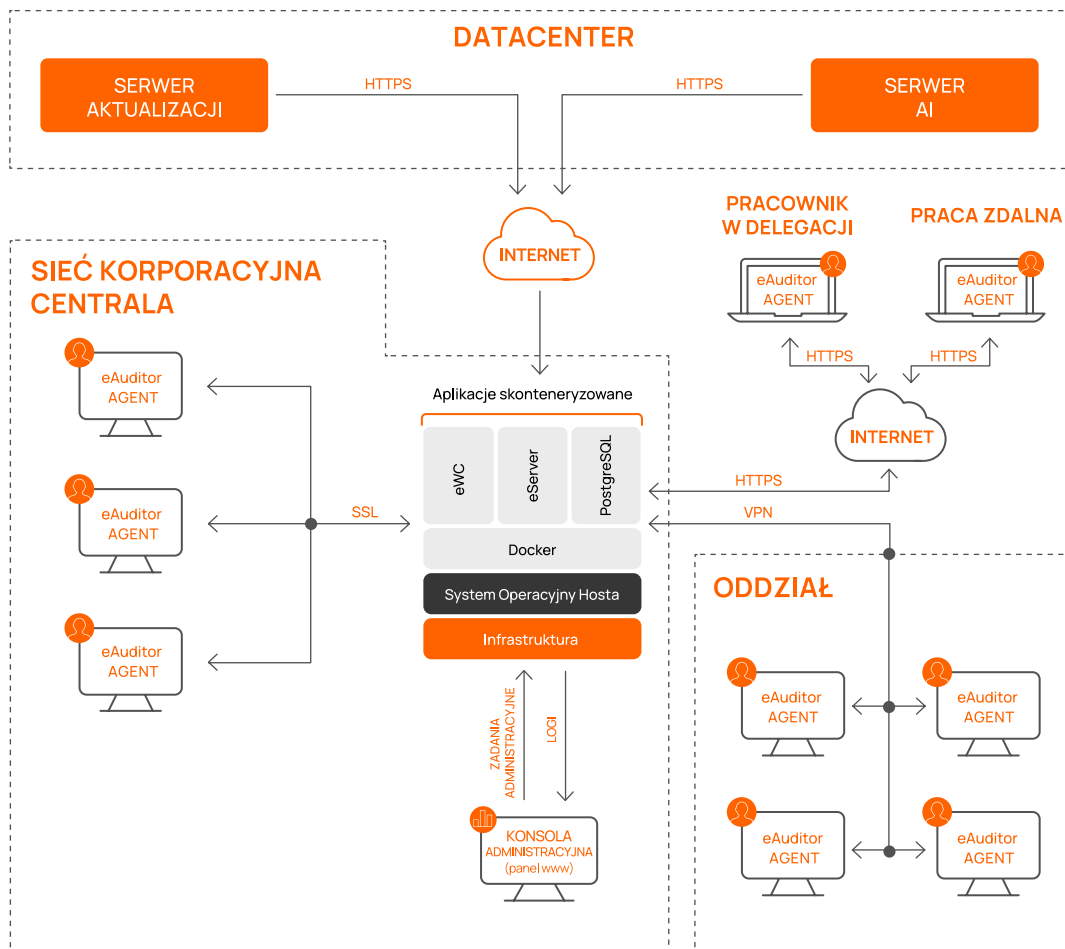 DATACENTER
SERWER
AKTUALIZACJI
HTTPS
HTTPS
SERWER
AI
INTERNET
PRACOWNIK
W DELEGACJI
PRACA ZDALNA
eAuditor
AGENT
eAuditor
AGENT
HTTPS
HTTPS
INTERNET
SIEĆ KORPORACYJNA
CENTRALA
eAuditor
AGENT
eAuditor
AGENT
eAuditor
AGENT
SSL
Aplikacje skonteneryzowane
eWC
eServer
PostgreSQL
Docker
System Operacyjny Hosta
Infrastruktura
HTTPS
VPN
ZADANIA
ADMINISTRACYJNE
LOGI
KONSOLA
ADMINISTRACYJNA
(panel www)
ODDZIAŁ
eAuditor
AGENT
eAuditor
AGENT
eAuditor
AGENT
eAuditor
AGENT